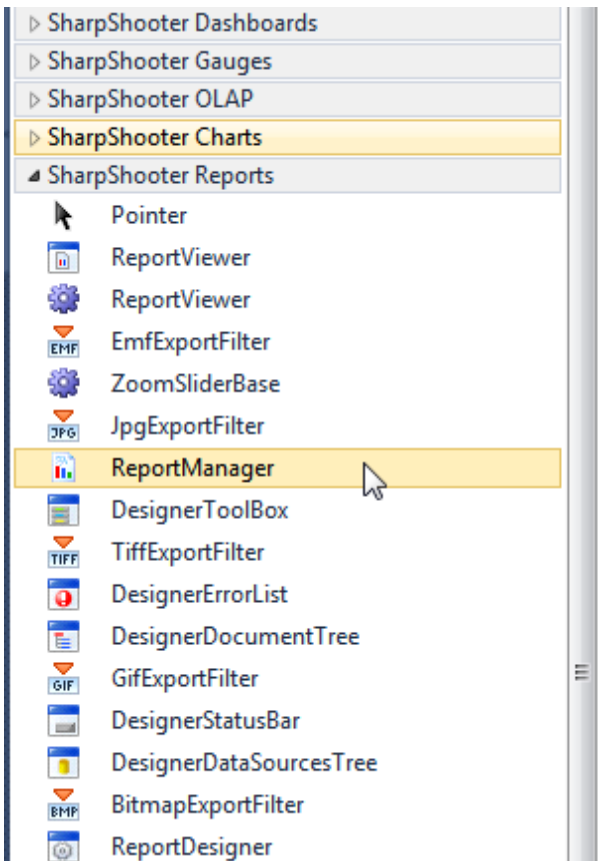 SharpShooter Dashboards
SharpShooter Gauges
SharpShooter OLAP
SharpShooter Charts
SharpShooter Reports
Pointer
ReportViewer
ReportViewer
EMF EmfExportFilter
ZoomSliderBase
JPG JpgExportFilter
ReportManager
DesignerToolBox
TIFF TiffExportFilter
DesignerErrorList
DesignerDocumentTree
GIF GifExportFilter
DesignerStatusBar
DesignerDataSourcesTree
BMP BitmapExportFilter
ReportDesigner